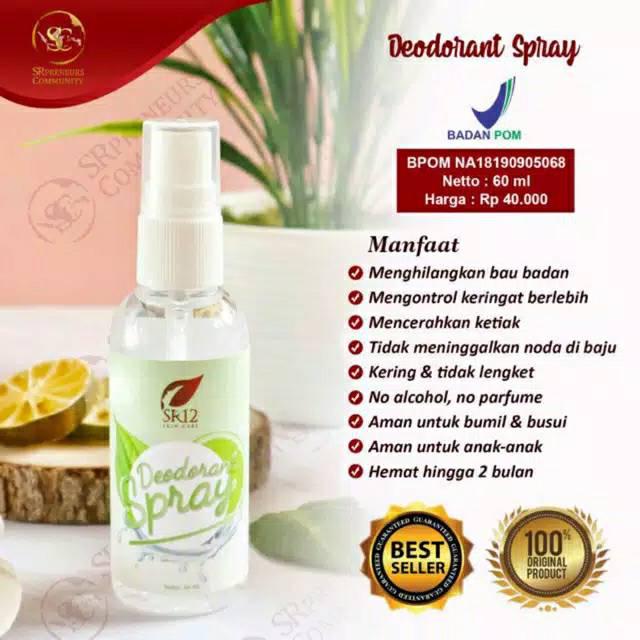 SRPRENEURS
COMMUNITY
Deodorant Spray
BADAN POM
BPOM NA18190905068
Netto : 60 ml
Harga : Rp 40.000
Manfaat
Menghilangkan bau badan
Mengontrol keringat berlebih
Mencerahkan ketiak
Tidak meninggalkan noda di baju
Kering & tidak lengket
No alcohol, no parfume
Aman untuk bumil & busui
Aman untuk anak-anak
Hemat hingga 2 bulan
SR12
SKIN CARE
Deodorant
Spray
GUARANTEED GUARANTEED
BEST
SELLER
100%
ORIGINAL
PRODUCT
SRPRENEURS
COMMUNITY